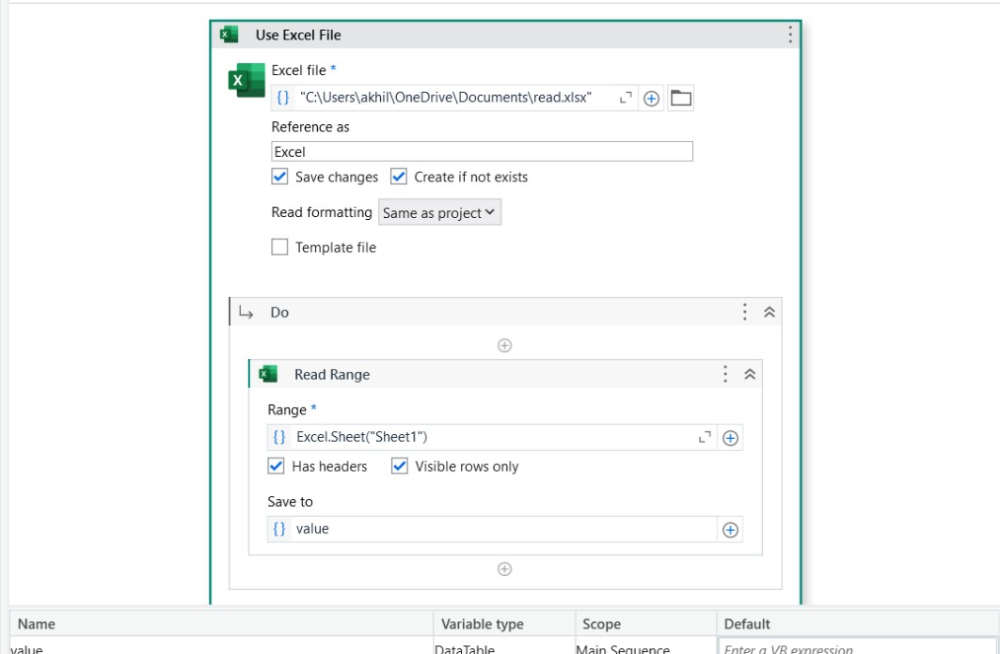 Use Excel File
Excel file *
"C:\Users\akhil\OneDrive\Documents\read.xlsx"
Reference as
Excel
Save changes Create if not exists
Read formatting Same as project
Template file
Do
Read Range
Range *
{} Excel.Sheet("Sheet1")
Has headers Visible rows only
Save to
{} value
Name Variable type Scope Default
value DataTable Main Sequence Enter a VB expression